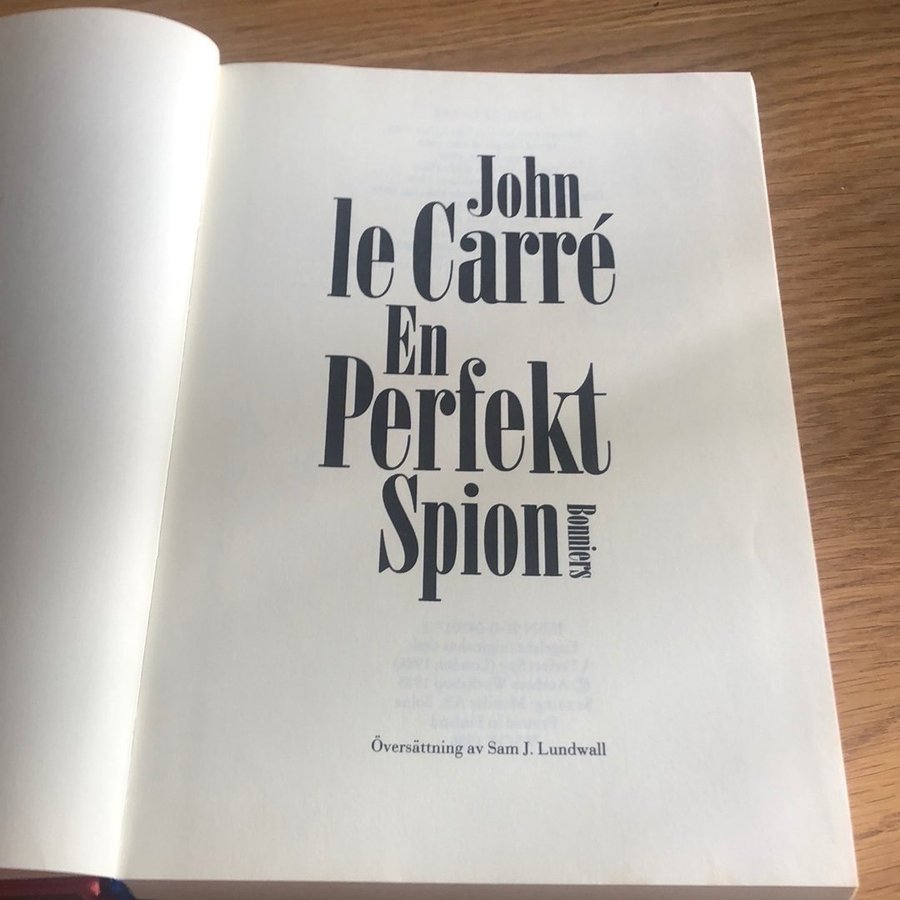 John
le Carré
En
Perfekt
Spion
Bonniers
Översättning av Sam J. Lundwall